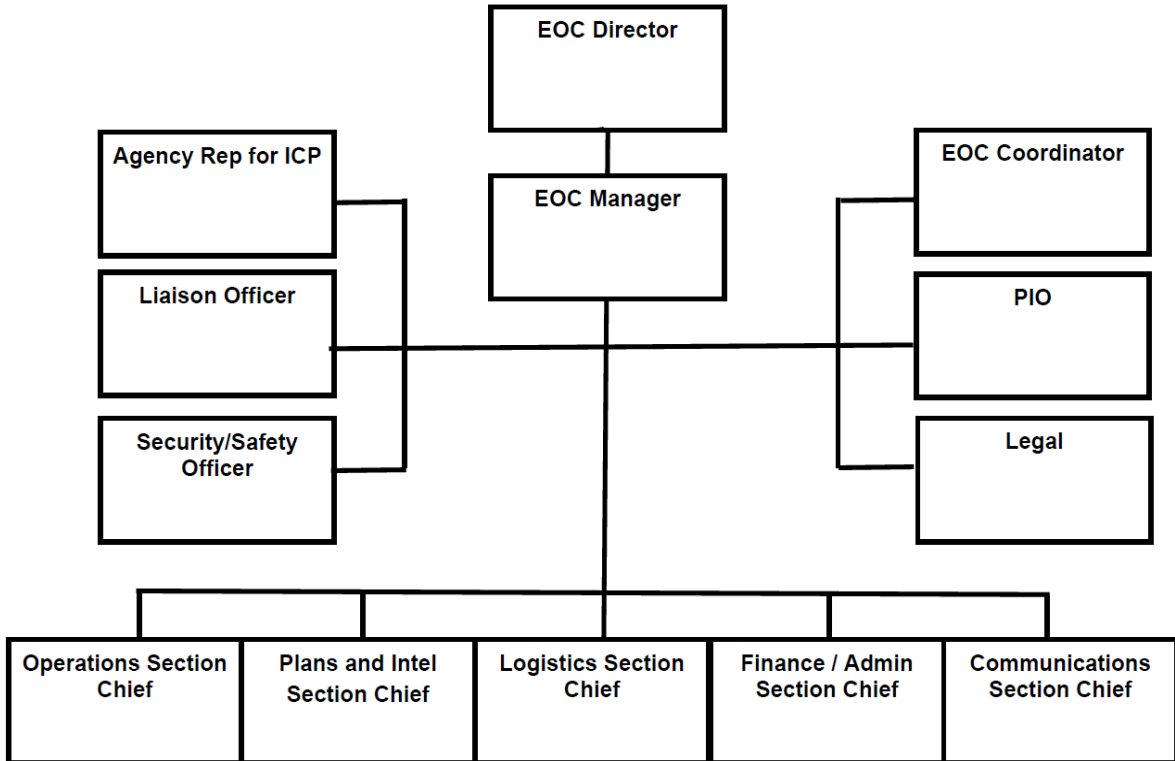 EOC Director
Agency Rep for ICP
EOC Manager
EOC Coordinator
Liaison Officer
PIO
Security/Safety
Officer
Legal
Operations Section
Chief
Plans and Intel
Section Chief
Logistics Section
Chief
Finance / Admin
Section Chief
Communications
Section Chief